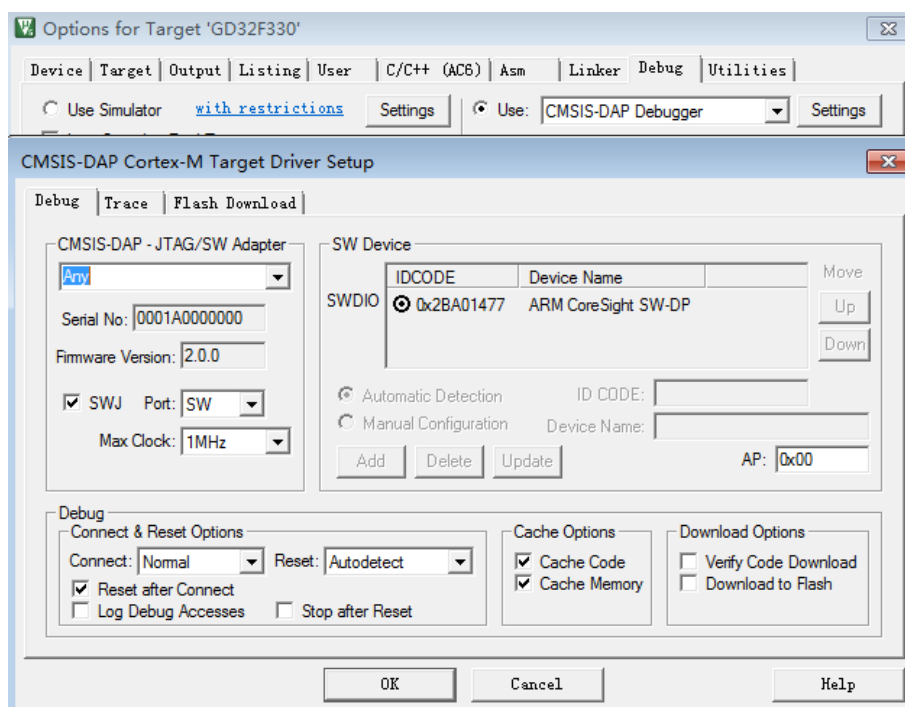 Options for Target 'GD32F330'
Device Target Output Listing User C/C++ (AC6) Asm Linker Debug Utilities
Use Simulator with restrictions Settings Use: CMSIS-DAP Debugger Settings
CMSIS-DAP Cortex-M Target Driver Setup
Debug Trace Flash Download
CMSIS-DAP - JTAG/SW Adapter
Any
Serial No: 0001A0000000
Firmware Version: 2.0.0
SWJ Port: SW
Max Clock: 1MHz
SW Device
IDCODE Device Name
SWDIO 0x2BA01477 ARM CoreSight SW-DP
Move
Up
Down
Automatic Detection ID CODE:
Manual Configuration Device Name:
Add Delete Update AP: 0x00
Debug
Connect & Reset Options
Connect: Normal Reset: Autodetect
Reset after Connect
Log Debug Accesses Stop after Reset
Cache Options
Cache Code
Cache Memory
Download Options
Verify Code Download
Download to Flash
OK Cancel Help